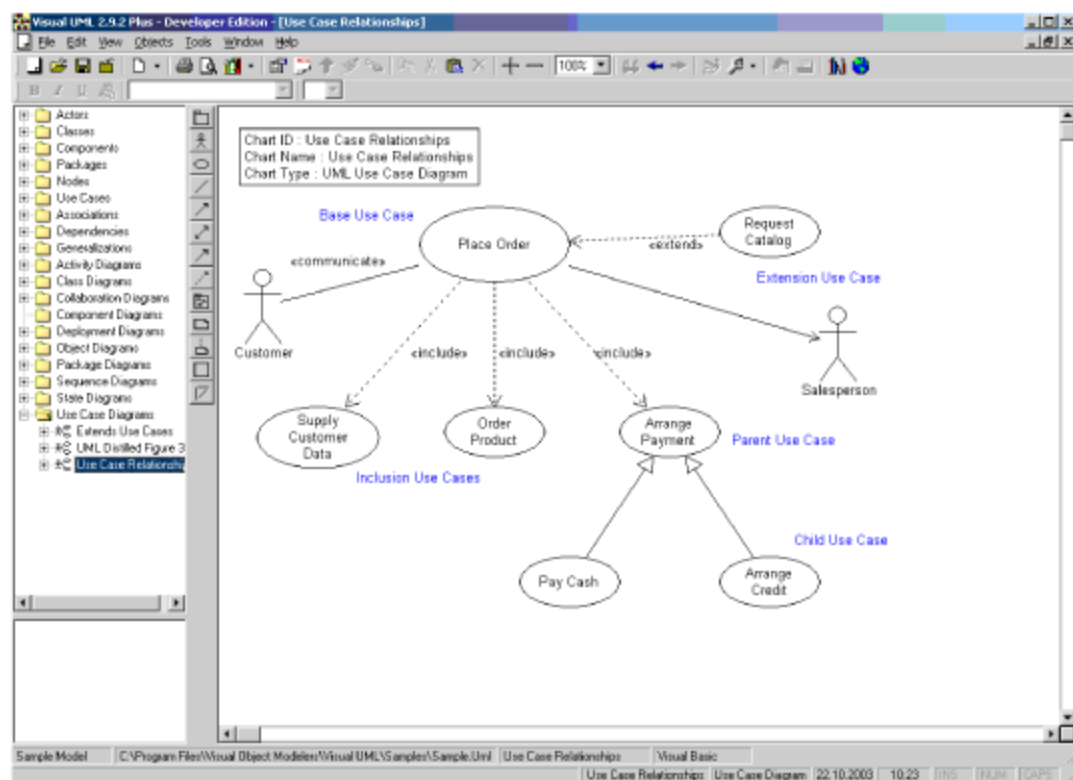 Visual UML 2.9.2 Plus - Developer Edition - [Use Case Relationships]
File Edit View Objects Tools Window Help
100%
B I U
Actors
Classes
Components
Packages
Nodes
Use Cases
Associations
Dependencies
Generalizations
Activity Diagrams
Class Diagrams
Collaboration Diagrams
Component Diagrams
Deployment Diagrams
Object Diagrams
Package Diagrams
Sequence Diagrams
State Diagrams
Use Case Diagrams
Extends Use Cases
UML Distilled Figure 3
Use Case Relationshi
Chart ID : Use Case Relationships
Chart Name : Use Case Relationships
Chart Type : UML Use Case Diagram
Base Use Case
Place Order
Request
Catalog
«extend»
«communicate»
Extension Use Case
Customer
Salesperson
«include» «include» «include»
Supply
Customer
Data
Order
Product
Arrange
Payment
Parent Use Case
Inclusion Use Cases
Child Use Case
Pay Cash
Arrange
Credit
Sample Model C:\Program Files\Visual Object Modelers\Visual UML\Samples\Sample.Uml Use Case Relationships Visual Basic
Use Case Relationships Use Case Diagram 22.10.2003 10:23 INS NUM CAPS